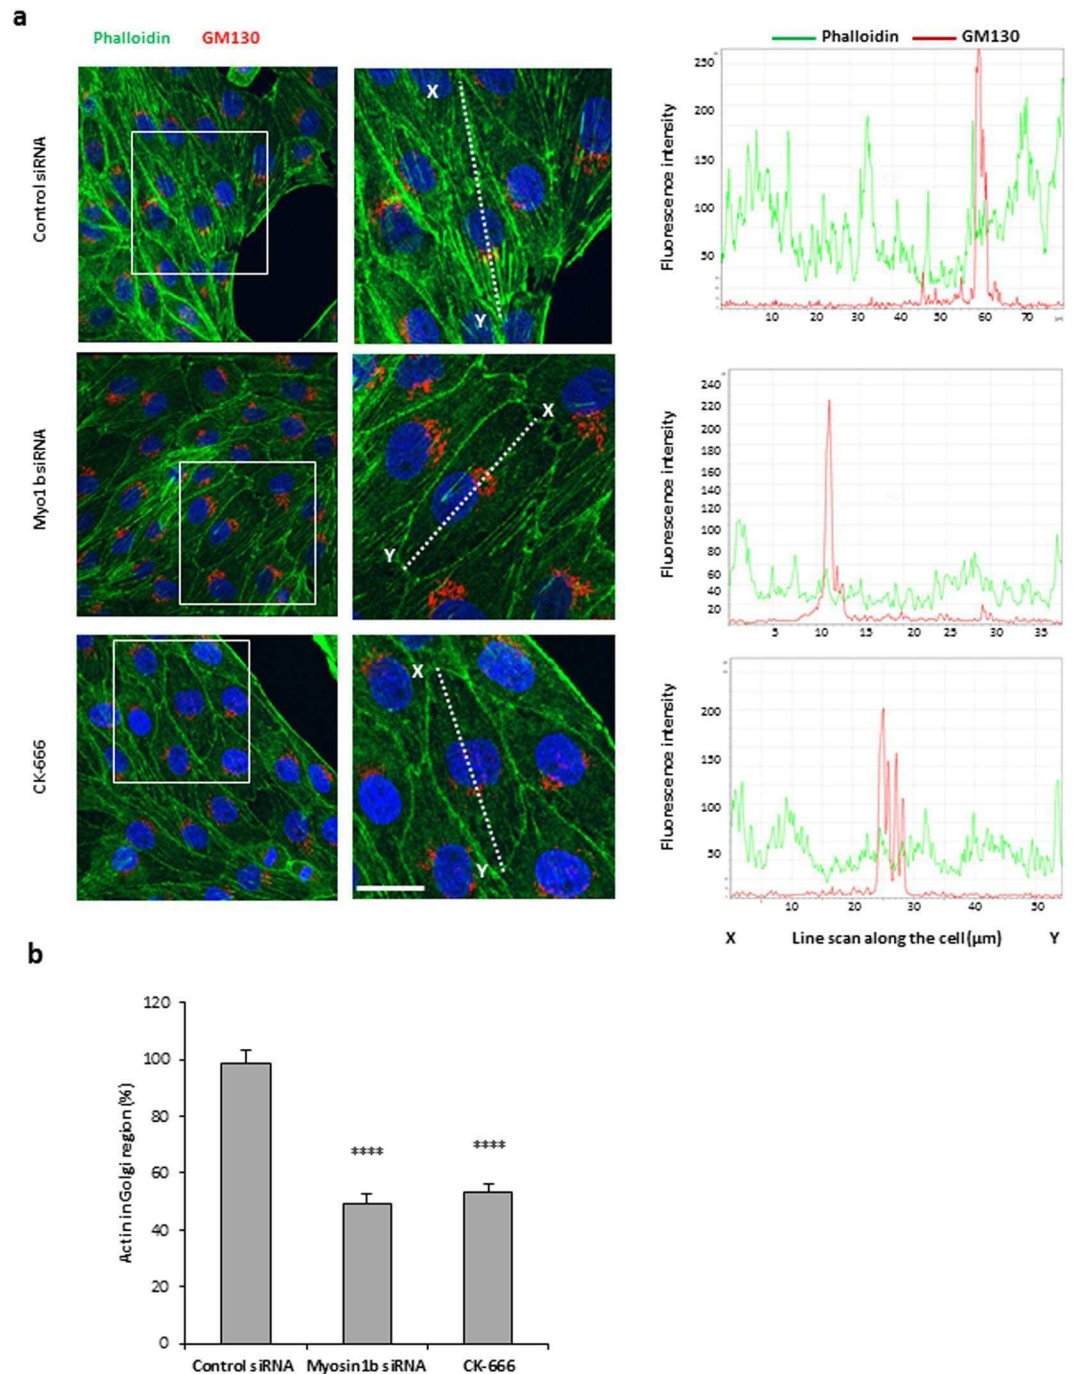 a
Phalloidin GM130
Control siRNA
X
Y
Phalloidin GM130
Fluorescence intensity
250
200
150
100
50
10 20 30 40 50 60 70
Myo1b siRNA
X
Y
Fluorescence intensity
240
220
200
180
160
140
120
100
80
60
40
20
5 10 15 20 25 30 35
CK-666
X
Y
Fluorescence intensity
200
150
100
50
10 20 30 40 50
X Line scan along the cell (µm) Y
b
Actin in Golgi region (%)
120
100
80
60
40
20
0
****
****
Control siRNA Myosin1b siRNA CK-666